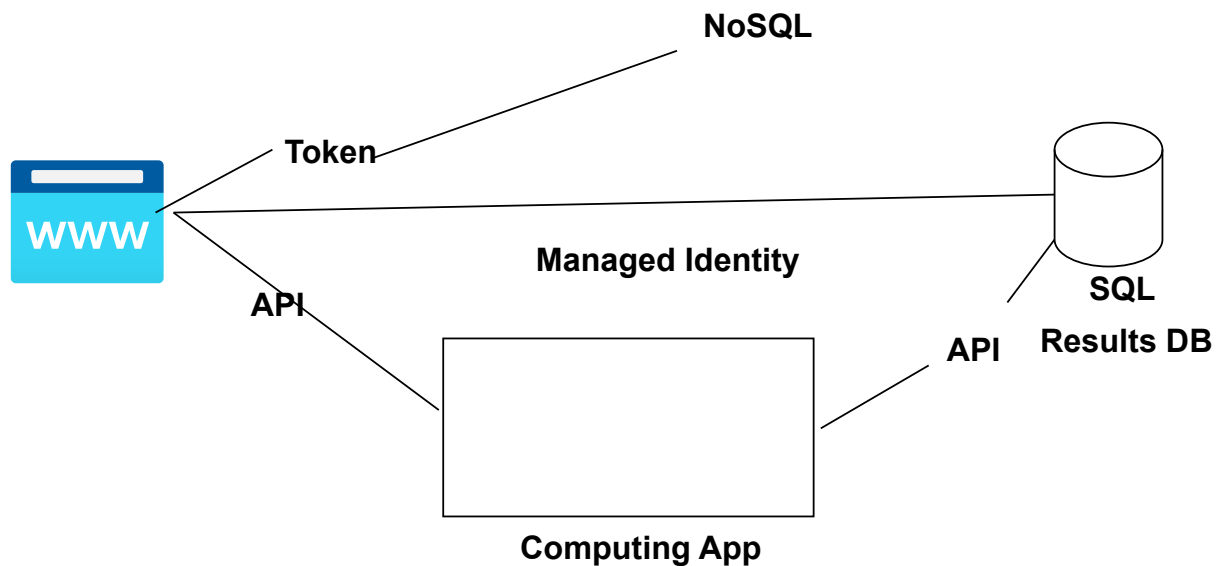 NoSQL
Token
WWW
Managed Identity
API
SQL
Results DB
API
Computing App